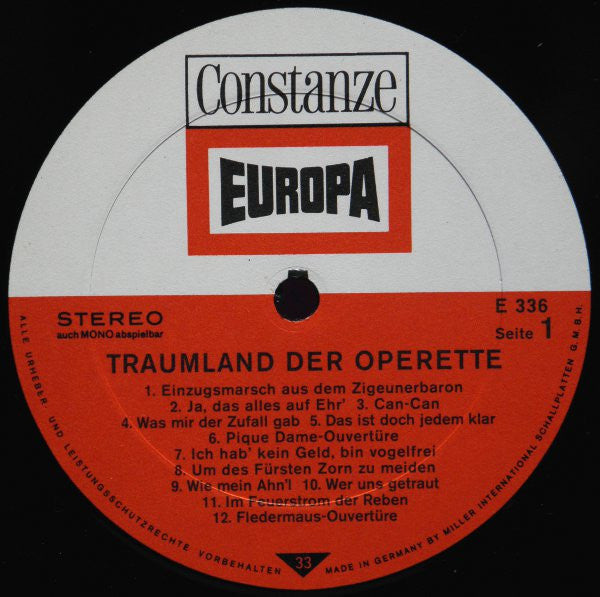 Constanze
EUROPA
STEREO
auch MONO abspielbar
E 336
Seite 1
TRAUMLAND DER OPERETTE
1. Einzugsmarsch aus dem Zigeunerbaron
2. Ja, das alles auf Ehr' 3. Can-Can
4. Was mir der Zufall gab 5. Das ist doch jedem klar
6. Pique Dame-Ouvertüre
7. Ich hab' kein Geld, bin vogelfrei
8. Um des Fürsten Zorn zu meiden
9. Wie mein Ahn'l 10. Wer uns getraut
11. Im Feuerstrom der Reben
12. Fledermaus-Ouvertüre
ALLE URHEBER- UND LEISTUNGSSCHUTZRECHTE VORBEHALTEN
33
MADE IN GERMANY BY MILLER INTERNATIONAL SCHALLPLATTEN G.M.B.H.